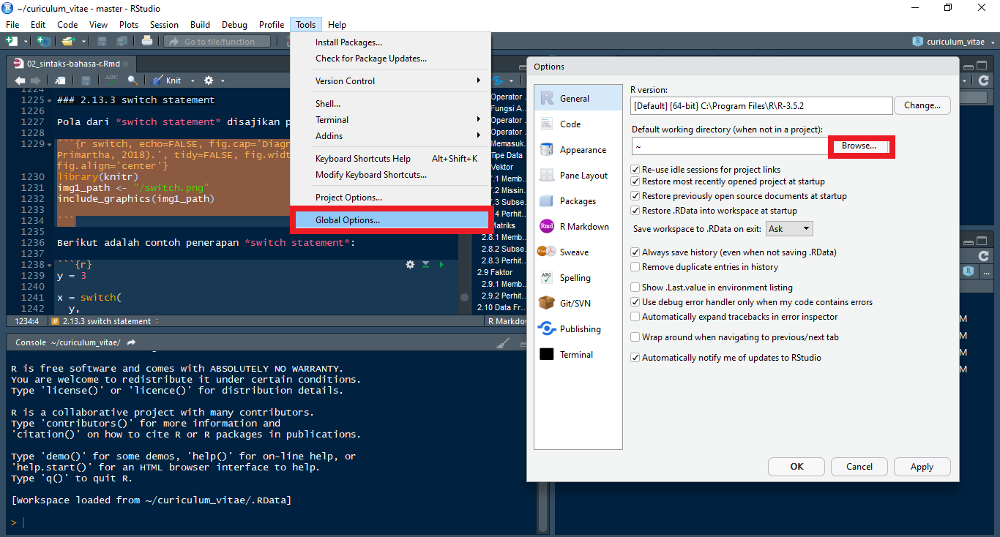 ~/curiculum_vitae - master - RStudio
File Edit Code View Plots Session Build Debug Profile Tools Help
Go to file/function
curiculum_vitae
Install Packages...
Check for Package Updates...
Version Control
Shell...
Terminal
Addins
Keyboard Shortcuts Help Alt+Shift+K
Modify Keyboard Shortcuts...
Project Options...
Global Options...
02_sintaks-bahasa-r.Rmd
ABC
Knit
1224
1225 ### 2.13.3 switch statement
1226
1227 Pola dari *switch statement* disajikan p
1228
1229 ```{r switch, echo=FALSE, fig.cap='Diagr
Primartha, 2018).', tidy=FALSE, fig.widt
fig.align='center'}
1230 library(knitr)
1231 img1_path <- "/switch.png"
1232 include_graphics(img1_path)
1233
1234 ```
1235
1236 Berikut adalah contoh penerapan *switch statement*:
1237
1238 ```{r}
1239 y = 3
1240
1241 x = switch(
y,
1234:4 # 2.13.3 switch statement R Markdow
Operator ..
Fungsi A...
Operator ..
Operator ..
Memasuk..
Tipe Data
Vektor
7.1 Memb..
7.2 Missin..
7.3 Subse..
.4 Perhit...
Matriks
2.8.1 Memb..
2.8.2 Subse..
2.8.3 Perhit...
2.9 Faktor
2.9.1 Memb..
2.9.2 Perhit...
2.10 Data Fr...
Console ~/curiculum_vitae/
R is free software and comes with ABSOLUTELY NO WARRANTY.
You are welcome to redistribute it under certain conditions.
Type 'license()' or 'licence()' for distribution details.
R is a collaborative project with many contributors.
Type 'contributors()' for more information and
'citation()' on how to cite R or R packages in publications.
Type 'demo()' for some demos, 'help()' for on-line help, or
'help.start()' for an HTML browser interface to help.
Type 'q()' to quit R.
[Workspace loaded from ~/curiculum_vitae/.RData]
>
Options
R General
Code
Appearance
Pane Layout
Packages
Rmd R Markdown
Sweave
ABC Spelling
Git/SVN
Publishing
Terminal
R version:
[Default] [64-bit] C:\Program Files\R\R-3.5.2 Change...
Default working directory (when not in a project):
~ Browse...
Re-use idle sessions for project links
Restore most recently opened project at startup
Restore previously open source documents at startup
Restore .RData into workspace at startup
Save workspace to .RData on exit: Ask
Always save history (even when not saving .RData)
Remove duplicate entries in history
Show .Last.value in environment listing
Use debug error handler only when my code contains errors
Automatically expand tracebacks in error inspector
Wrap around when navigating to previous/next tab
Automatically notify me of updates to RStudio
OK Cancel Apply
R ...
M
M
M
M